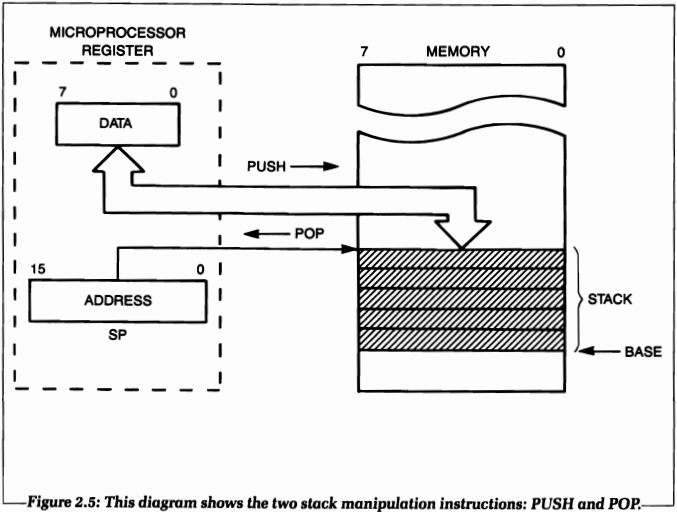 MICROPROCESSOR
REGISTER
7 MEMORY 0
7 0
DATA
PUSH
POP
15 0
ADDRESS
SP
STACK
BASE
Figure 2.5: This diagram shows the two stack manipulation instructions: PUSH and POP.